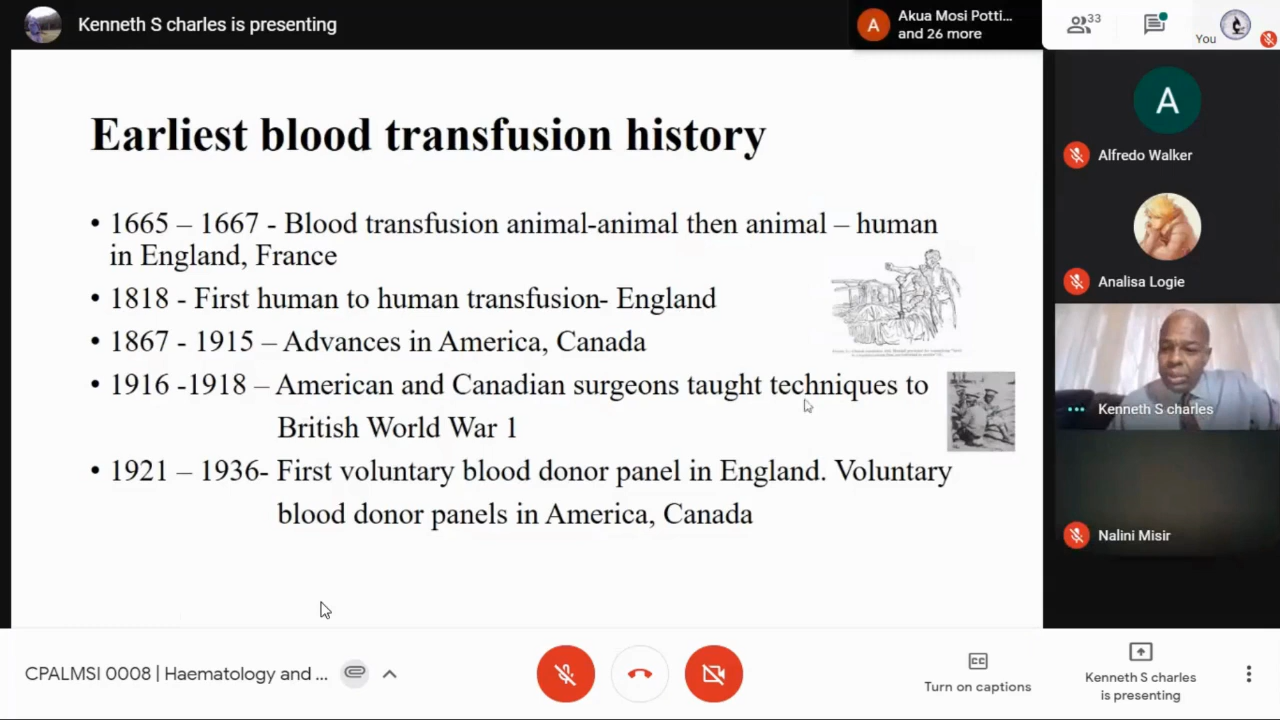 Kenneth S charles is presenting
A
Akua Mosi Potti...
and 26 more
33
You
Earliest blood transfusion history
• 1665 – 1667 - Blood transfusion animal-animal then animal – human
in England, France
• 1818 - First human to human transfusion- England
• 1867 - 1915 – Advances in America, Canada
• 1916 -1918 – American and Canadian surgeons taught techniques to
British World War 1
• 1921 – 1936- First voluntary blood donor panel in England. Voluntary
blood donor panels in America, Canada
A
Alfredo Walker
Analisa Logie
Kenneth S charles
Nalini Misir
CPALMSI 0008 | Haematology and ...
CC
Turn on captions
Kenneth S charles
is presenting